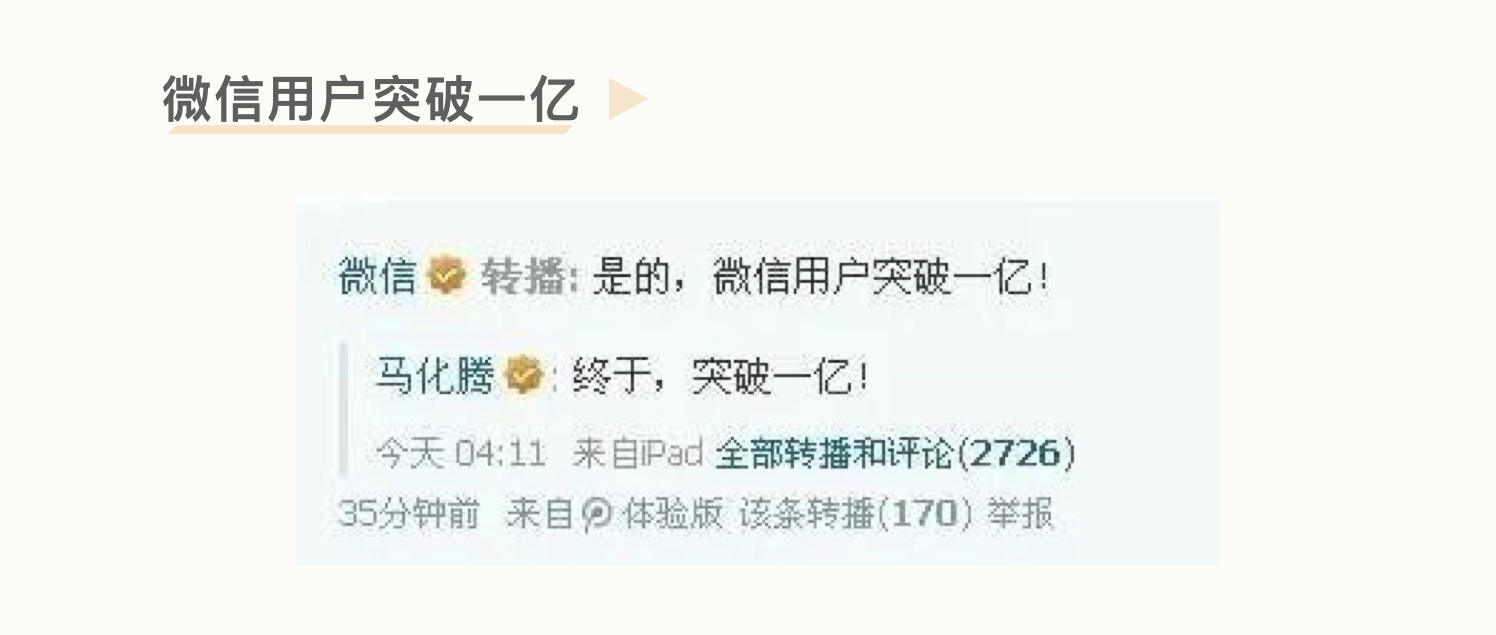 微信用户突破一亿
微信 转播: 是的，微信用户突破一亿！
马化腾 : 终于，突破一亿！
今天 04:11 来自iPad 全部转播和评论(2726)
35分钟前 来自 体验版 该条转播(170) 举报